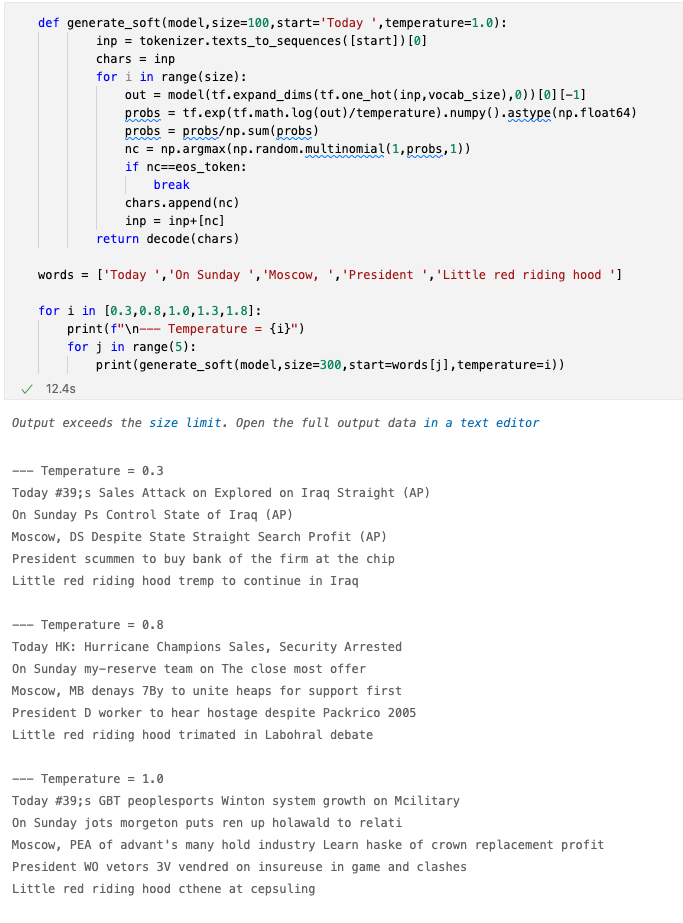 def generate_soft(model,size=100,start='Today ',temperature=1.0):
        inp = tokenizer.texts_to_sequences([start])[0]
        chars = inp
        for i in range(size):
            out = model(tf.expand_dims(tf.one_hot(inp,vocab_size),0))[0][-1]
            probs = tf.exp(tf.math.log(out)/temperature).numpy().astype(np.float64)
            probs = probs/np.sum(probs)
            nc = np.argmax(np.random.multinomial(1,probs,1))
            if nc==eos_token:
                break
            chars.append(nc)
            inp = inp+[nc]
        return decode(chars)
words = ['Today ','On Sunday ','Moscow, ','President ','Little red riding hood ']
for i in [0.3,0.8,1.0,1.3,1.8]:
    print(f"\n--- Temperature = {i}")
    for j in range(5):
        print(generate_soft(model,size=300,start=words[j],temperature=i))
✓ 12.4s
Output exceeds the size limit. Open the full output data in a text editor
--- Temperature = 0.3
Today #39;s Sales Attack on Explored on Iraq Straight (AP)
On Sunday Ps Control State of Iraq (AP)
Moscow, DS Despite State Straight Search Profit (AP)
President scummen to buy bank of the firm at the chip
Little red riding hood tremp to continue in Iraq
--- Temperature = 0.8
Today HK: Hurricane Champions Sales, Security Arrested
On Sunday my-reserve team on The close most offer
Moscow, MB denays 7By to unite heaps for support first
President D worker to hear hostage despite Packrico 2005
Little red riding hood trimated in Labohral debate
--- Temperature = 1.0
Today #39;s GBT peoplesports Winton system growth on Mcilitary
On Sunday jots morgeton puts ren up holawald to relati
Moscow, PEA of advant's many hold industry Learn haske of crown replacement profit
President WO vetors 3V vendred on insureuse in game and clashes
Little red riding hood cthene at cepsuling